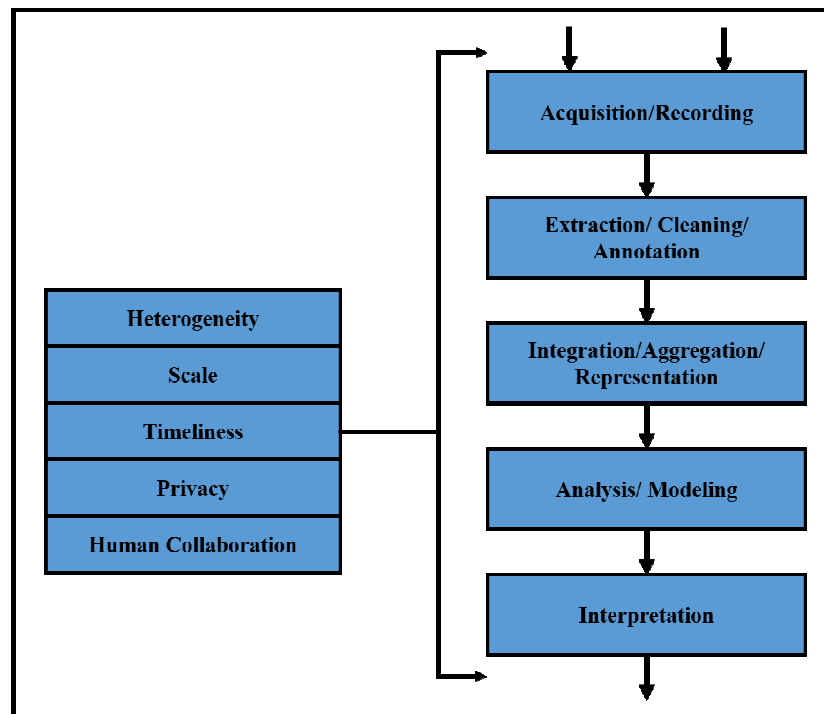 Acquisition/Recording
Extraction/ Cleaning/
Annotation
Integration/Aggregation/
Representation
Analysis/ Modeling
Interpretation
Heterogeneity
Scale
Timeliness
Privacy
Human Collaboration